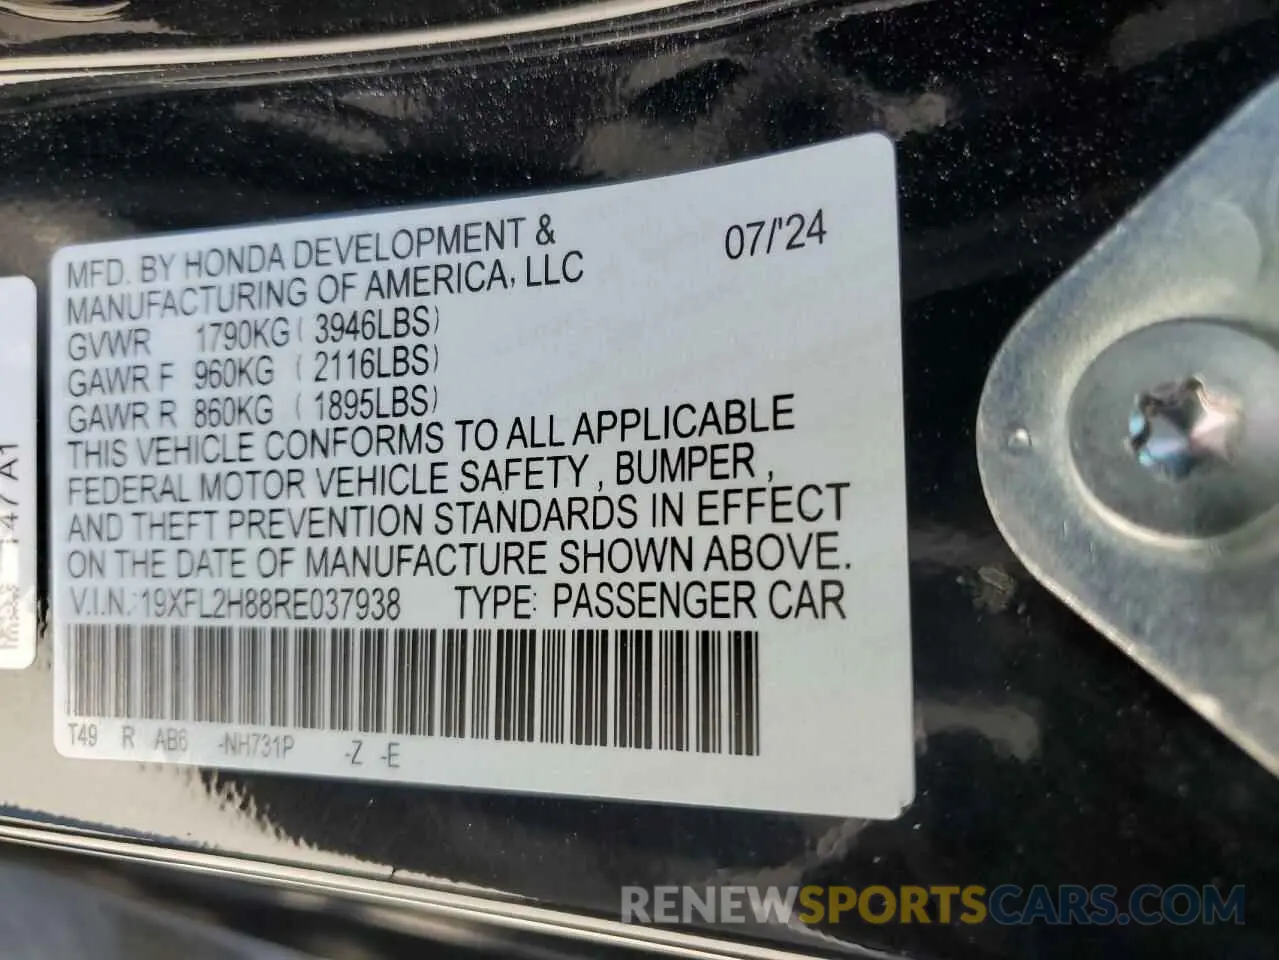 MFD. BY HONDA DEVELOPMENT & 07/'24
MANUFACTURING OF AMERICA, LLC
GVWR 1790KG ( 3946LBS)
GAWR F 960KG ( 2116LBS)
GAWR R 860KG ( 1895LBS)
THIS VEHICLE CONFORMS TO ALL APPLICABLE
FEDERAL MOTOR VEHICLE SAFETY , BUMPER ,
AND THEFT PREVENTION STANDARDS IN EFFECT
ON THE DATE OF MANUFACTURE SHOWN ABOVE.
V.I.N.: 19XFL2H88RE037938 TYPE: PASSENGER CAR
T49 R AB6 -NH731P -Z -E
A1
RENEWSPORTSCARS.COM